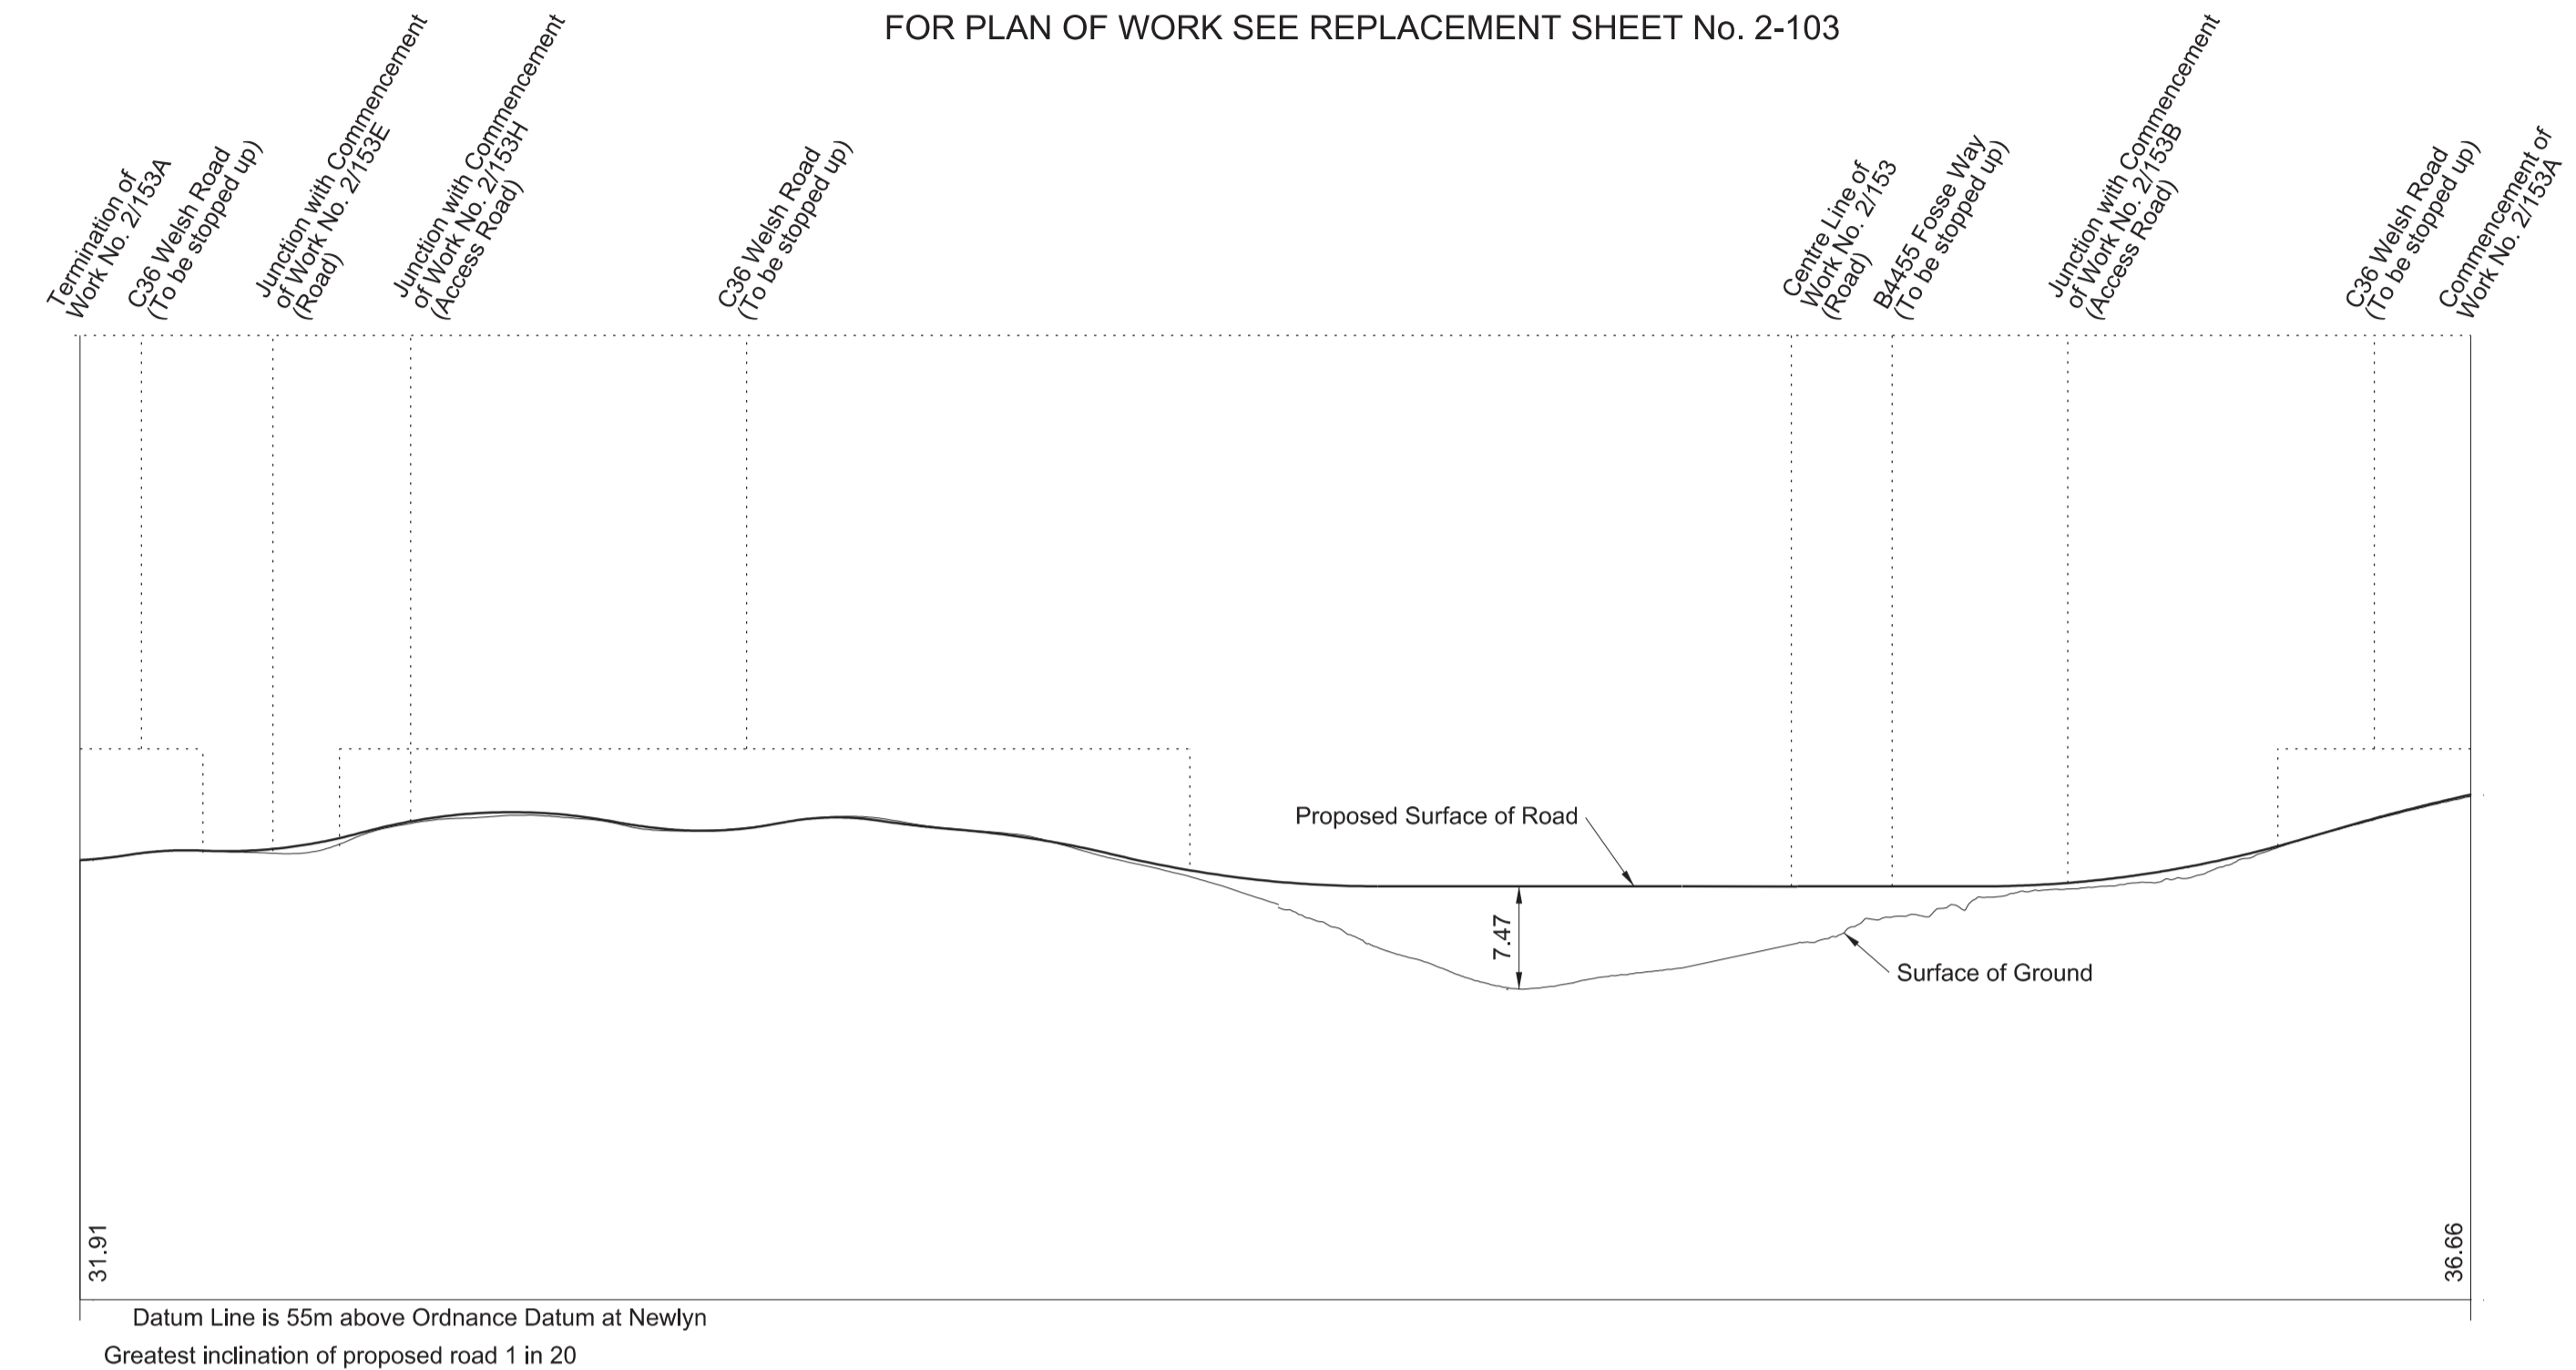 FOR PLAN OF WORK SEE REPLACEMENT SHEET No. 2-103
Termination of
Work No. 2/153A
C36 Welsh Road
(To be stopped up)
Junction with Commencement
of Work No. 2/153E
(Road)
Junction with Commencement
of Work No. 2/153H
(Access Road)
C36 Welsh Road
(To be stopped up)
Centre Line of
Work No. 2/153
(Road)
B4455 Fosse Way
(To be stopped up)
Junction with Commencement
of Work No. 2/153B
(Access Road)
C36 Welsh Road
(To be stopped up)
Commencement of
Work No. 2/153A
Proposed Surface of Road
7.47
Surface of Ground
31.91
36.66
Datum Line is 55m above Ordnance Datum at Newlyn
Greatest inclination of proposed road 1 in 20